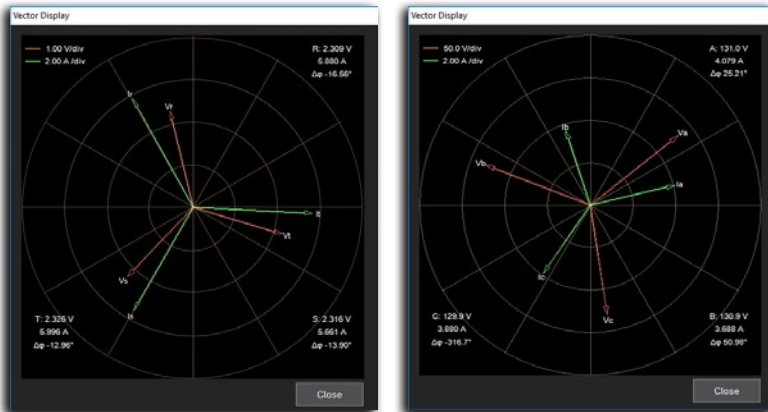 Vector Display
1.00 V/div
2.00 A /div
R: 2.309 V
5.880 A
Δφ -16.56°
Ir
Vr
It
Vt
Vs
Is
T: 2.326 V
5.996 A
Δφ -12.96°
S: 2.316 V
5.661 A
Δφ -13.90°
Close
Vector Display
50.0 V/div
2.00 A /div
A: 131.0 V
4.079 A
Δφ 25.21°
Ib
Va
Vb
Ia
Ic
Vc
C: 129.9 V
3.880 A
Δφ -316.7°
B: 130.9 V
3.688 A
Δφ 50.98°
Close